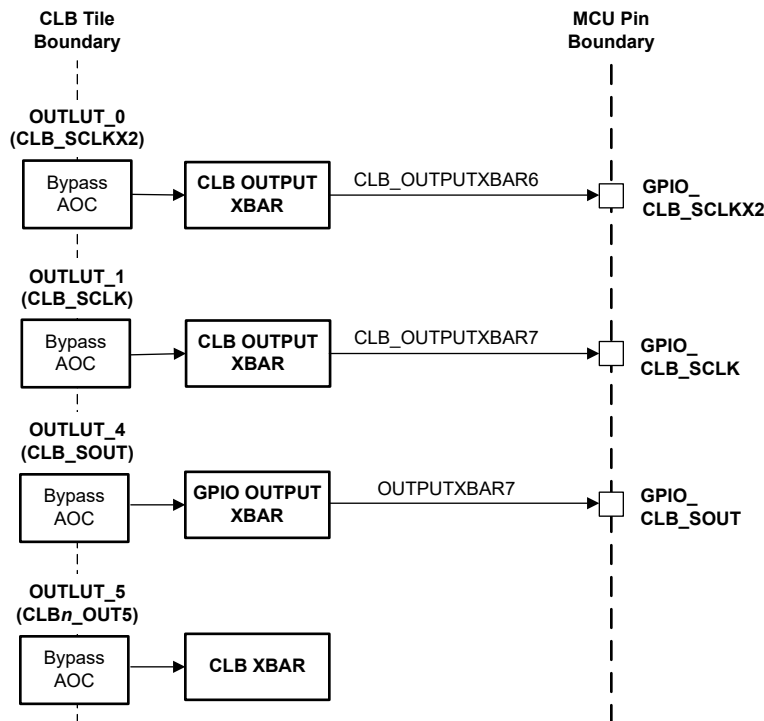 CLB Tile
Boundary
MCU Pin
Boundary
OUTLUT_0
(CLB_SCLKX2)
Bypass
AOC
CLB OUTPUT
XBAR
CLB_OUTPUTXBAR6
GPIO_
CLB_SCLKX2
OUTLUT_1
(CLB_SCLK)
Bypass
AOC
CLB OUTPUT
XBAR
CLB_OUTPUTXBAR7
GPIO_
CLB_SCLK
OUTLUT_4
(CLB_SOUT)
Bypass
AOC
GPIO OUTPUT
XBAR
OUTPUTXBAR7
GPIO_
CLB_SOUT
OUTLUT_5
(CLBn_OUT5)
Bypass
AOC
CLB XBAR